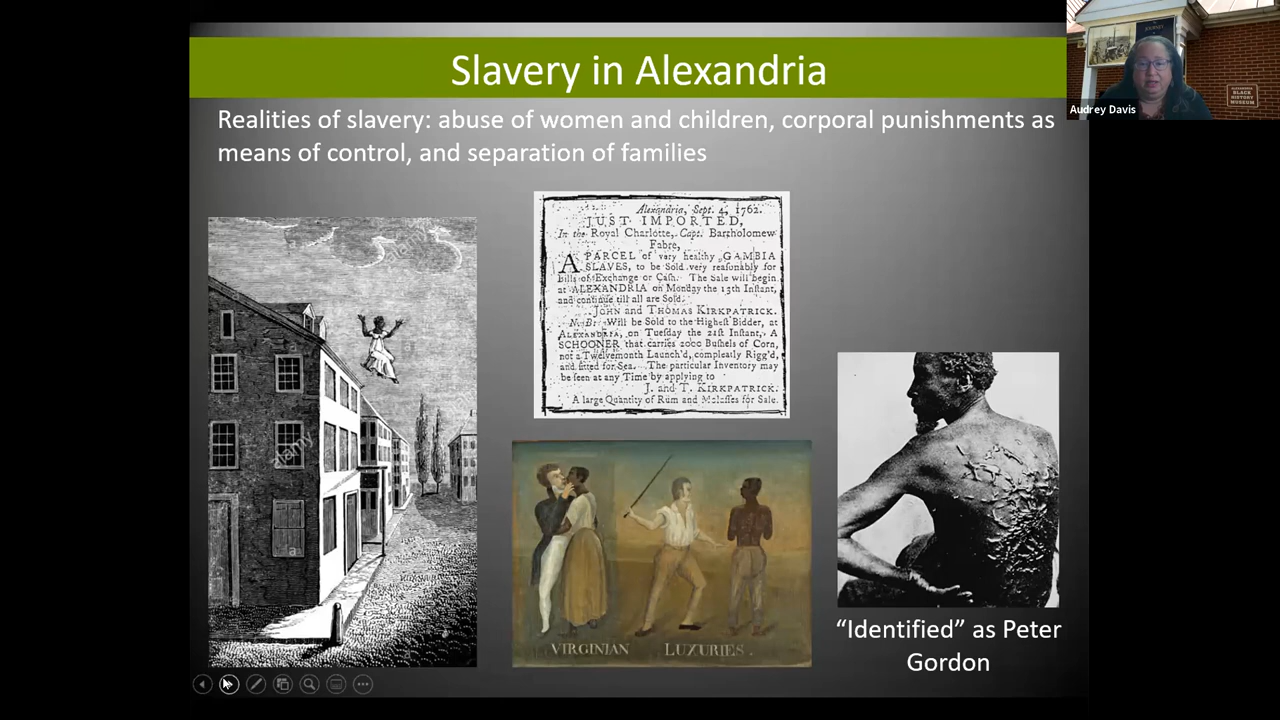 Slavery in Alexandria
Audrey Davis
ALEXANDRIA
BLACK
HISTORY
MUSEUM
Realities of slavery: abuse of women and children, corporal punishments as
means of control, and separation of families
Alexandria, Sept. 4, 1762.
JUST IMPORTED,
In the Royal Charlotte, Capt. Bartholomew
Fabre,
A PARCEL of very healthy GAMBIA
SLAVES, to be Sold very reasonably for
Bills of Exchange or Cash. The Sale will begin
at ALEXANDRIA on Monday the 13th Instant,
and continue till all are Sold.
JOHN and THOMAS KIRKPATRICK.
N. B. Will be Sold to the Highest Bidder, at
ALEXANDRIA, on Tuesday the 21st Instant, A
SCHOONER that carries 2000 Bushels of Corn,
not a Twelvemonth Launch'd, compleatly Rigg'd,
and fitted for Sea. The particular Inventory may
be seen at any Time by applying to
J. and T. KIRKPATRICK.
A large Quantity of Rum and Molasses for Sale.
alamy
a
VIRGINIAN LUXURIES.
"Identified" as Peter
Gordon